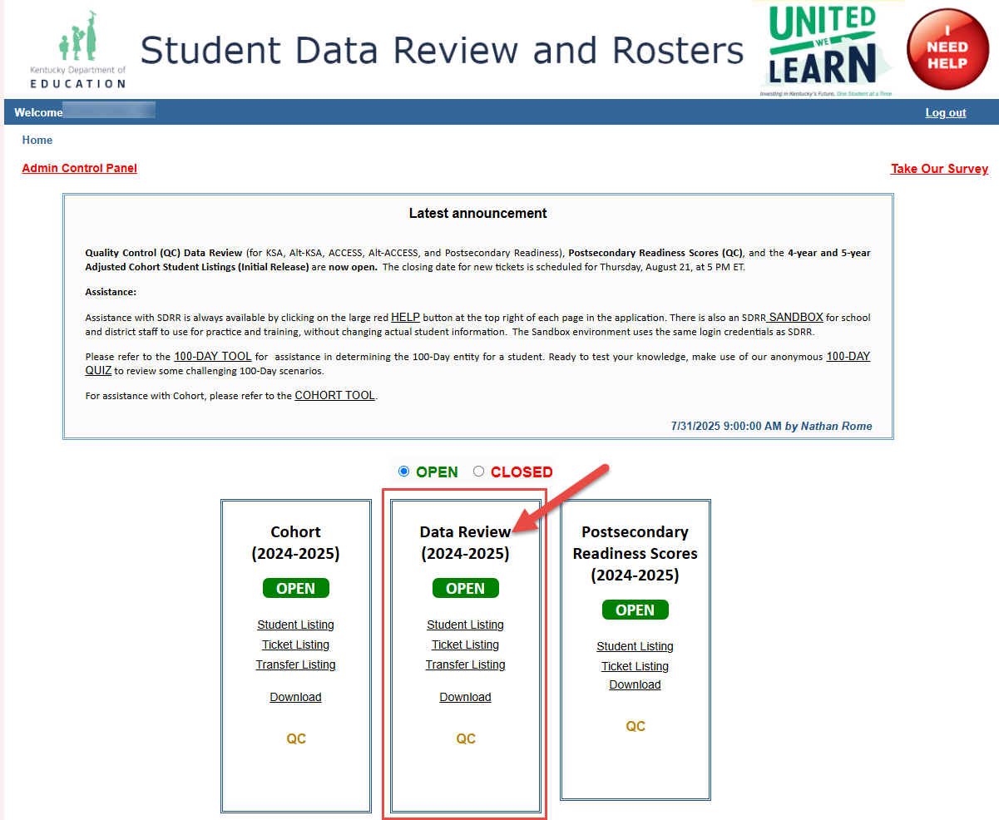 Kentucky Department of
EDUCATION
Student Data Review and Rosters
UNITED
WE
LEARN
Investing in Kentucky's Future, One Student at a Time
I
NEED
HELP
Welcome
Log out
Home
Admin Control Panel
Take Our Survey
Latest announcement
Quality Control (QC) Data Review (for KSA, Alt-KSA, ACCESS, Alt-ACCESS, and Postsecondary Readiness), Postsecondary Readiness Scores (QC), and the 4-year and 5-year
Adjusted Cohort Student Listings (Initial Release) are now open. The closing date for new tickets is scheduled for Thursday, August 21, at 5 PM ET.
Assistance:
Assistance with SDRR is always available by clicking on the large red HELP button at the top right of each page in the application. There is also an SDRR SANDBOX for school
and district staff to use for practice and training, without changing actual student information. The Sandbox environment uses the same login credentials as SDRR.
Please refer to the 100-DAY TOOL for assistance in determining the 100-Day entity for a student. Ready to test your knowledge, make use of our anonymous 100-DAY
QUIZ to review some challenging 100-Day scenarios.
For assistance with Cohort, please refer to the COHORT TOOL.
7/31/2025 9:00:00 AM by Nathan Rome
OPEN CLOSED
Cohort
(2024-2025)
OPEN
Student Listing
Ticket Listing
Transfer Listing
Download
QC
Data Review
(2024-2025)
OPEN
Student Listing
Ticket Listing
Transfer Listing
Download
QC
Postsecondary
Readiness Scores
(2024-2025)
OPEN
Student Listing
Ticket Listing
Download
QC